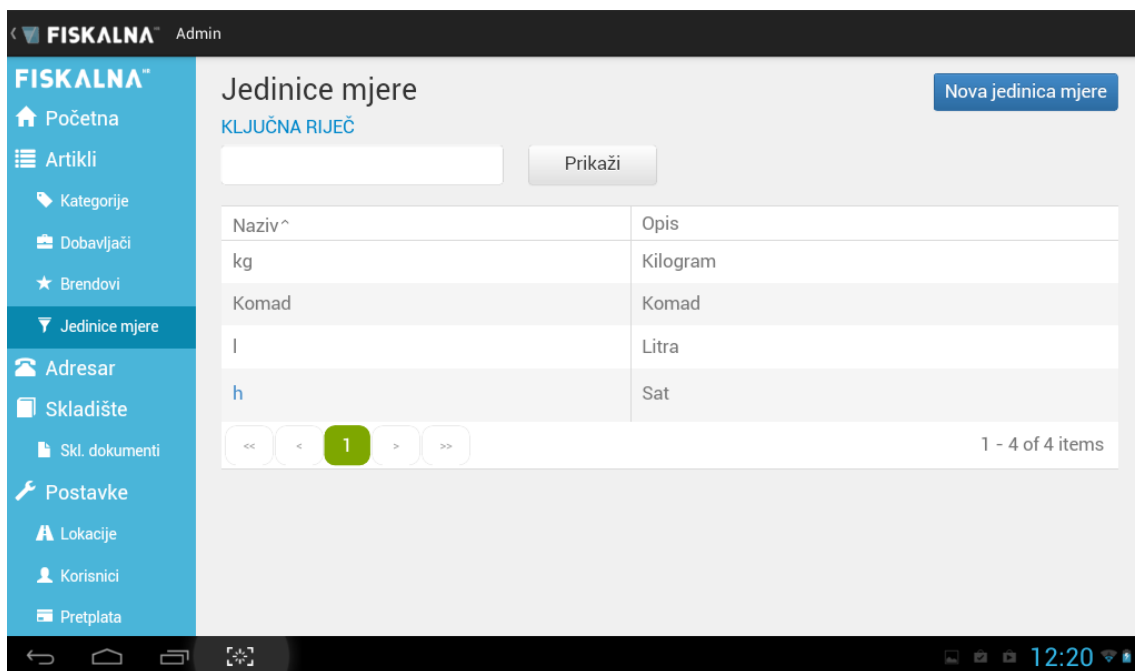 FISKALNA Admin
FISKALNA
Početna
Artikli
Kategorije
Dobavljači
Brendovi
Jedinice mjere
Adresar
Skladište
Skl. dokumenti
Postavke
Lokacije
Korisnici
Pretplata
Jedinice mjere
Nova jedinica mjere
KLJUČNA RIJEČ
Prikaži
Naziv^ Opis
kg Kilogram
Komad Komad
l Litra
h Sat
<< < 1 > >> 1 - 4 of 4 items
12:20